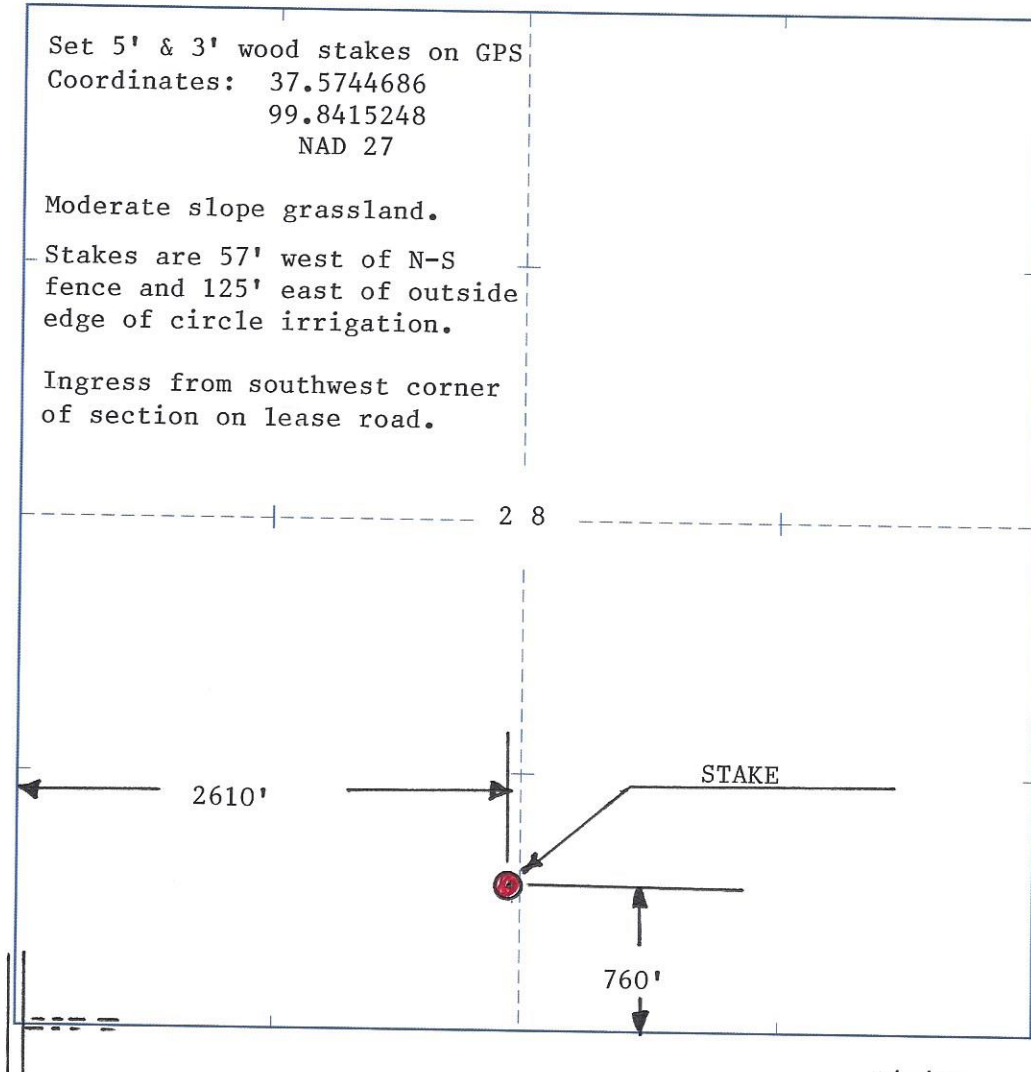 Set 5' & 3' wood stakes on GPS
Coordinates: 37.5744686
99.8415248
NAD 27
Moderate slope grassland.
Stakes are 57' west of N-S
fence and 125' east of outside
edge of circle irrigation.
Ingress from southwest corner
of section on lease road.
2 8
STAKE
2610'
760'